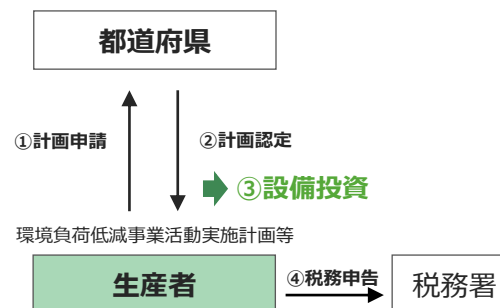 都道府県
①計画申請
②計画認定
③設備投資
環境負荷低減事業活動実施計画等
生産者
④税務申告
税務署